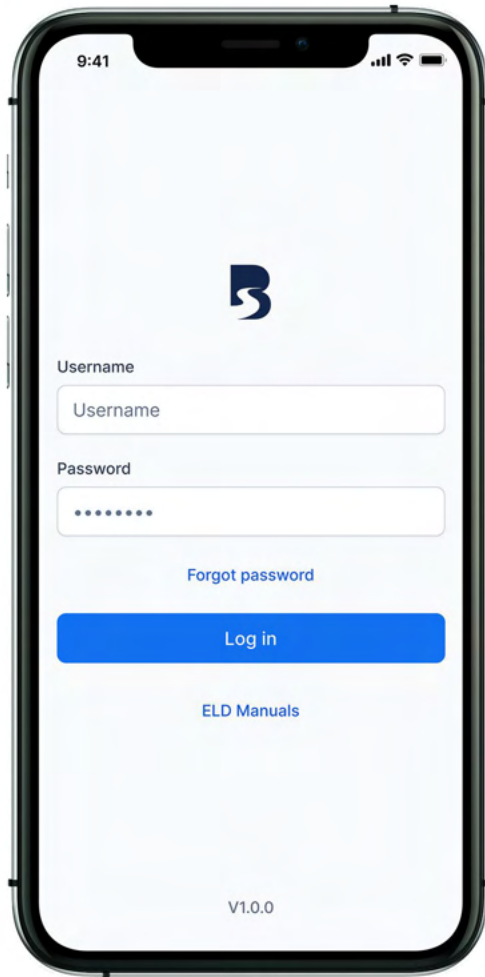 9:41
Username
Username
Password
••••••••
Forgot password
Log in
ELD Manuals
V1.0.0